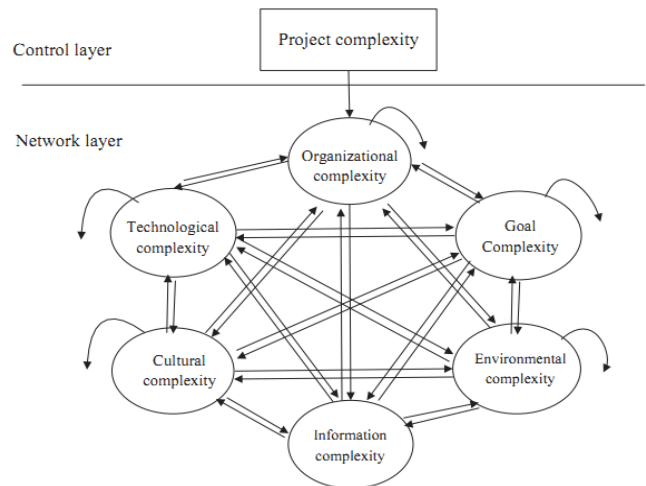 Control layer
Project complexity
Network layer
Organizational
complexity
Technological
complexity
Goal
Complexity
Cultural
complexity
Environmental
complexity
Information
complexity